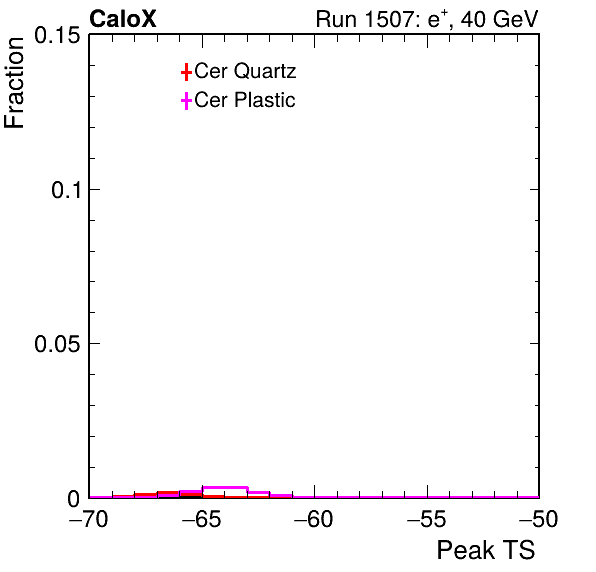 CaloX Run 1507: e⁺, 40 GeV
Fraction
0.15
0.1
0.05
0
Cer Quartz
Cer Plastic
−70 −65 −60 −55 −50
Peak TS